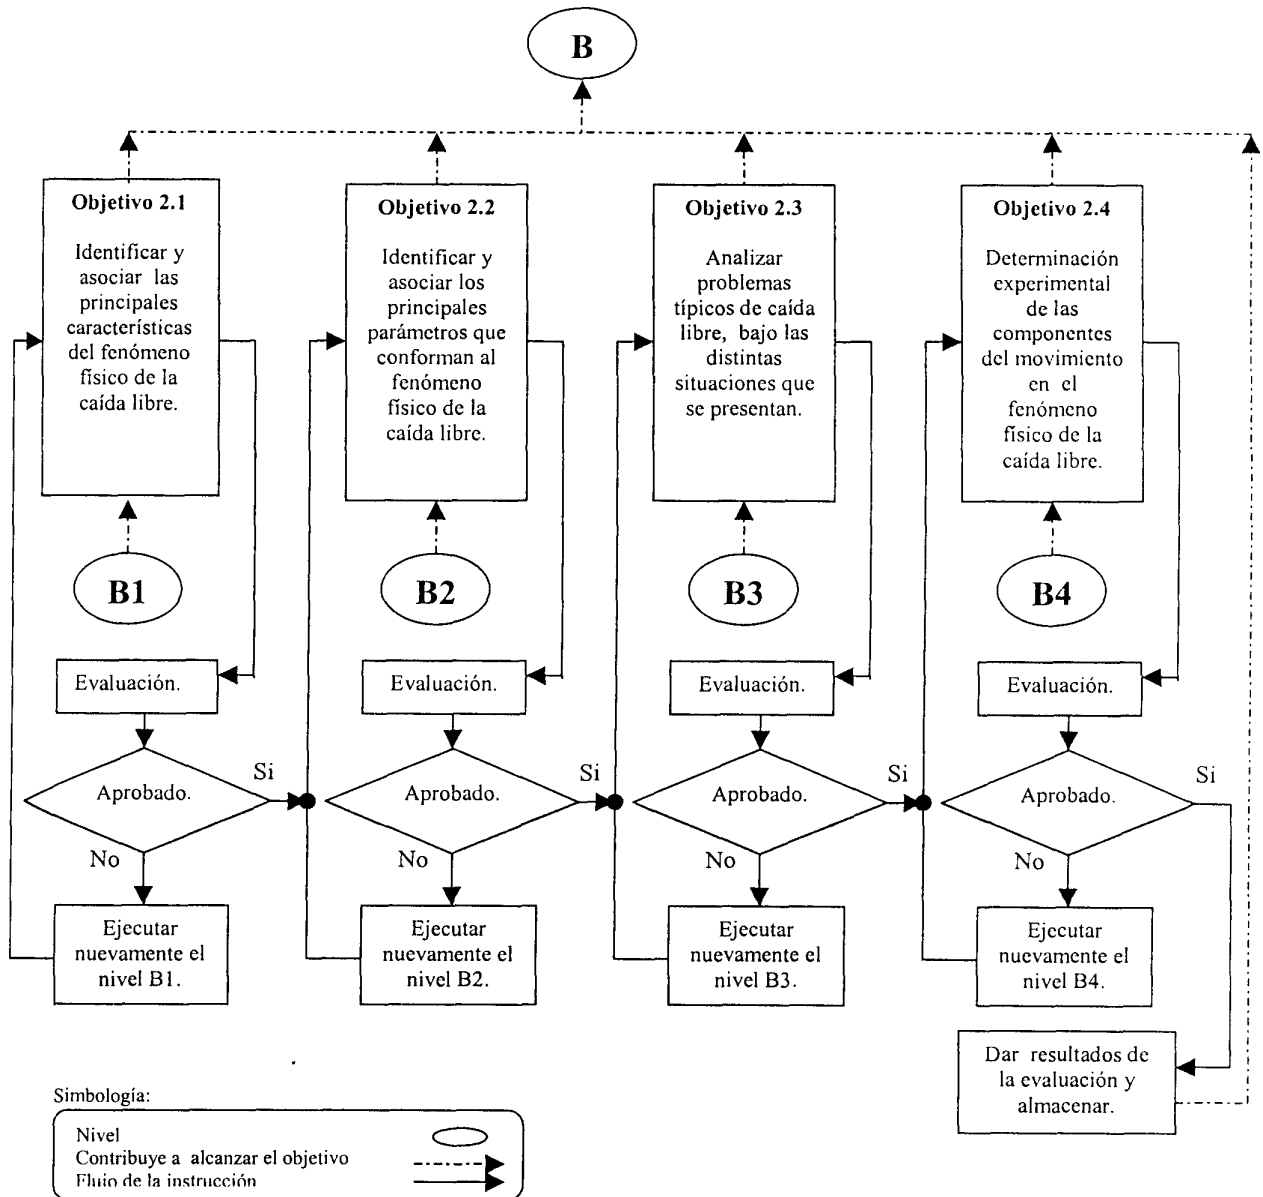 B
Objetivo 2.1
Identificar y
asociar las
principales
características
del fenómeno
físico de la
caída libre.
B1
Evaluación.
Aprobado.
Si
No
Ejecutar
nuevamente el
nivel B1.
Objetivo 2.2
Identificar y
asociar los
principales
parámetros que
conforman al
fenómeno
físico de la
caída libre.
B2
Evaluación.
Aprobado.
Si
No
Ejecutar
nuevamente el
nivel B2.
Objetivo 2.3
Analizar
problemas
típicos de caída
libre, bajo las
distintas
situaciones que
se presentan.
B3
Evaluación.
Aprobado.
Si
No
Ejecutar
nuevamente el
nivel B3.
Objetivo 2.4
Determinación
experimental
de las
componentes
del movimiento
en el
fenómeno
físico de la
caída libre.
B4
Evaluación.
Aprobado.
Si
No
Ejecutar
nuevamente el
nivel B4.
Dar resultados de
la evaluación y
almacenar.
Simbología:
Nivel
Contribuye a alcanzar el objetivo
Flujo de la instrucción